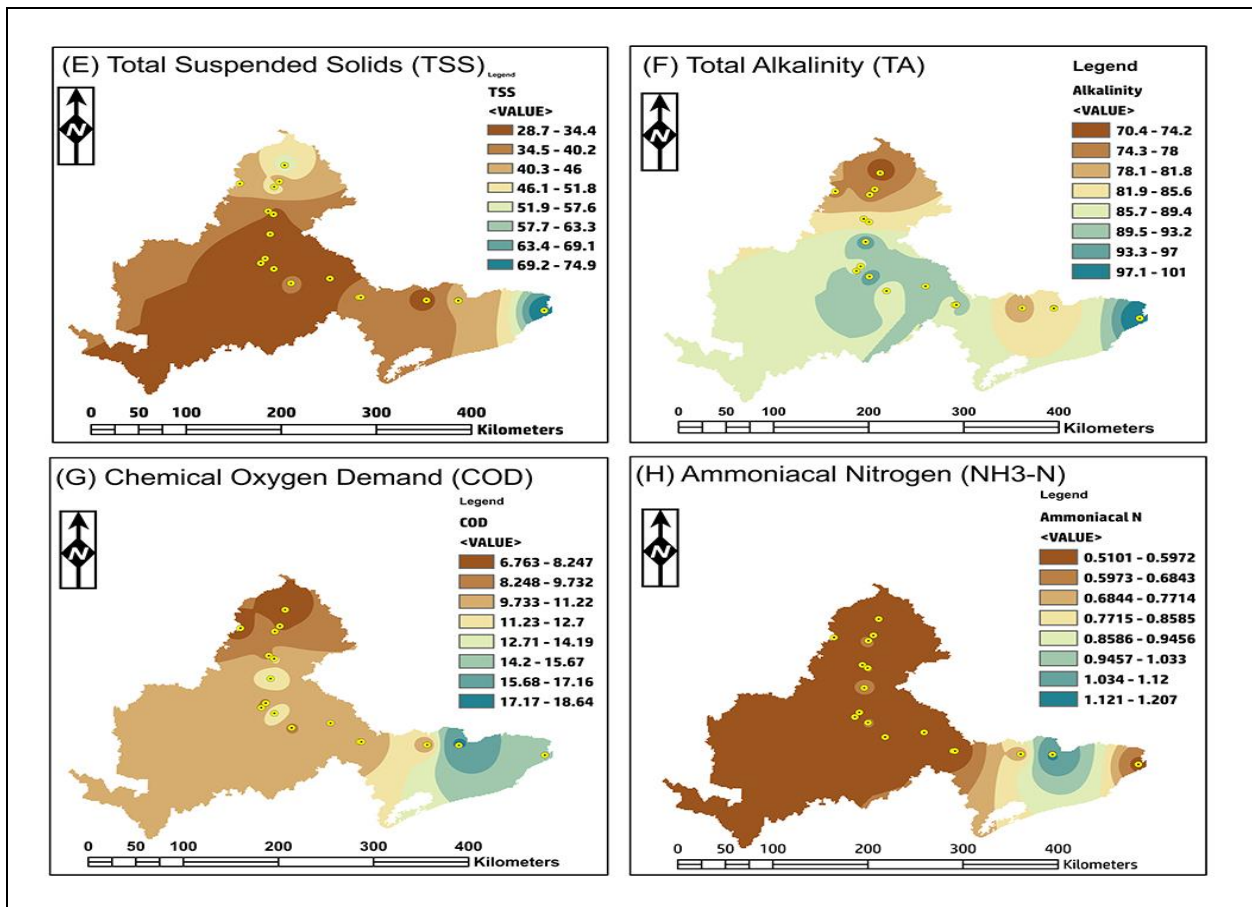 (E) Total Suspended Solids (TSS)
Legend
TSS
<VALUE>
28.7 - 34.4
34.5 - 40.2
40.3 - 46
46.1 - 51.8
51.9 - 57.6
57.7 - 63.3
63.4 - 69.1
69.2 - 74.9
N
0 50 100 200 300 400
Kilometers
(F) Total Alkalinity (TA)
Legend
Alkalinity
<VALUE>
70.4 - 74.2
74.3 - 78
78.1 - 81.8
81.9 - 85.6
85.7 - 89.4
89.5 - 93.2
93.3 - 97
97.1 - 101
N
0 50 100 200 300 400
Kilometers
(G) Chemical Oxygen Demand (COD)
Legend
COD
<VALUE>
6.763 - 8.247
8.248 - 9.732
9.733 - 11.22
11.23 - 12.7
12.71 - 14.19
14.2 - 15.67
15.68 - 17.16
17.17 - 18.64
N
0 50 100 200 300 400
Kilometers
(H) Ammoniacal Nitrogen (NH3-N)
Legend
Ammoniacal N
<VALUE>
0.5101 - 0.5972
0.5973 - 0.6843
0.6844 - 0.7714
0.7715 - 0.8585
0.8586 - 0.9456
0.9457 - 1.033
1.034 - 1.12
1.121 - 1.207
N
0 50 100 200 300 400
Kilometers